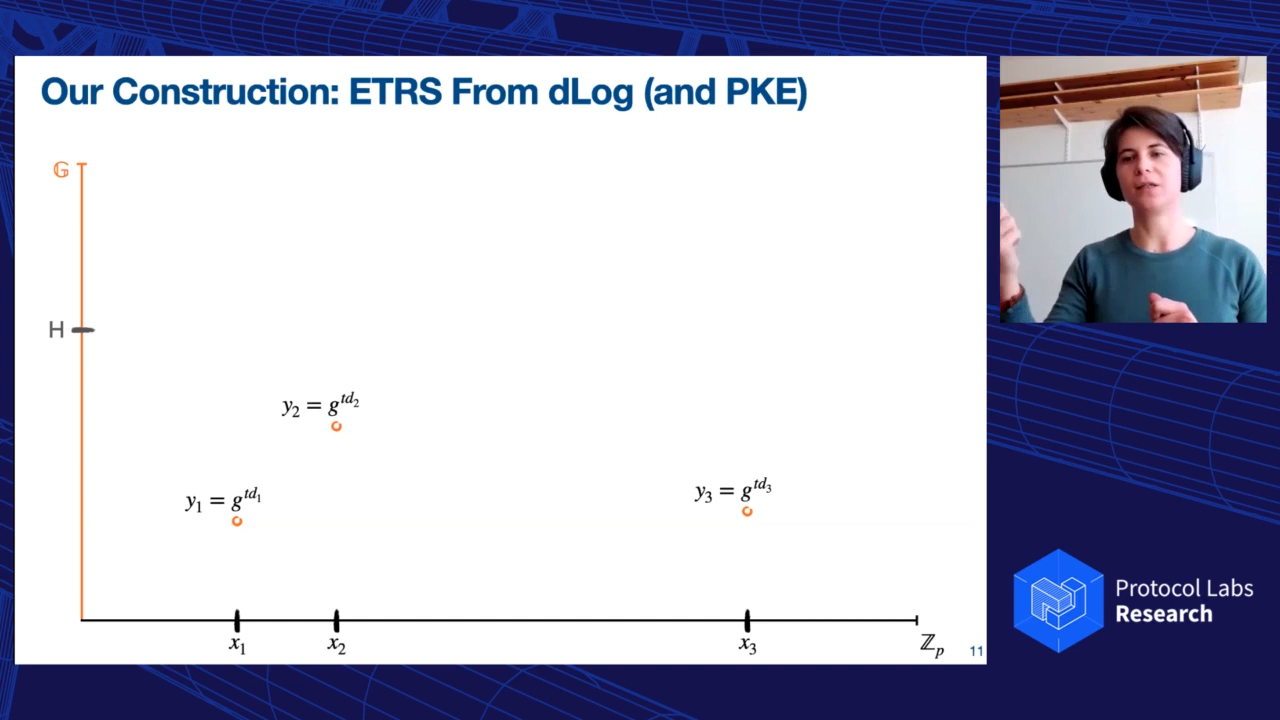 Our Construction: ETRS From dLog (and PKE)
𝔾
H
y₂ = g^{td₂}
y₁ = g^{td₁}
y₃ = g^{td₃}
x₁ x₂ x₃ ℤₚ
11
Protocol Labs
Research